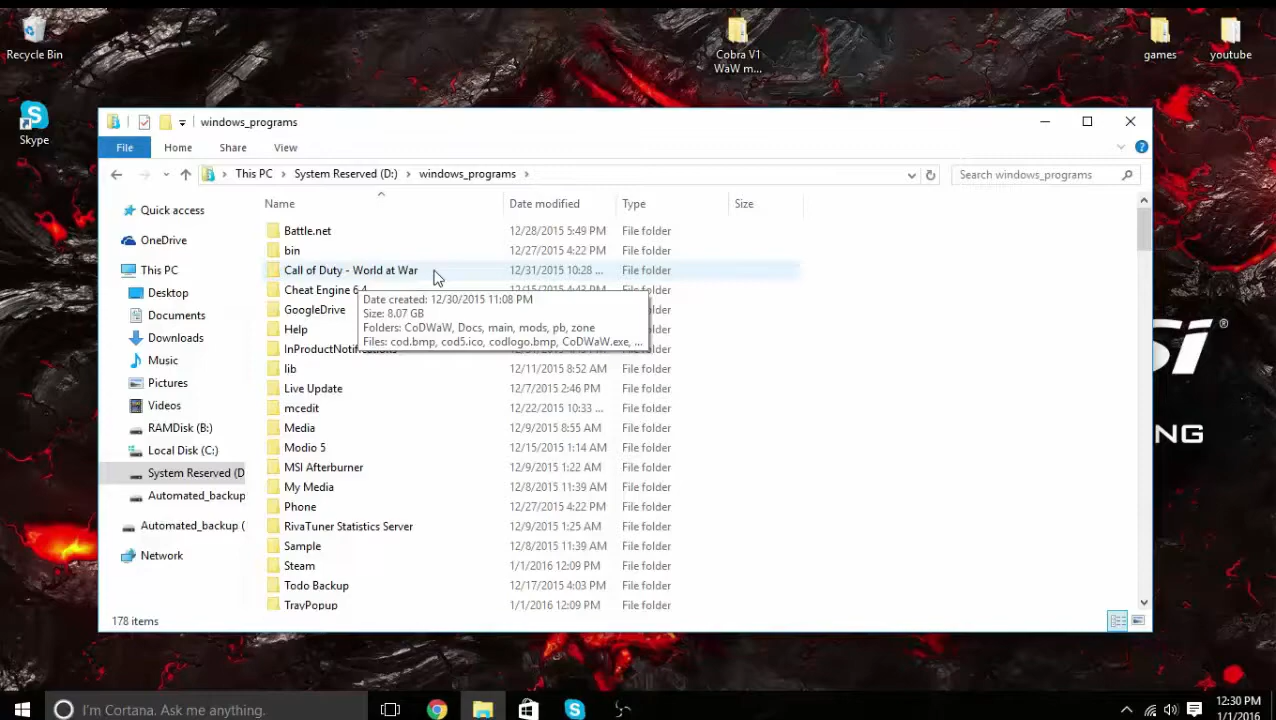 Recycle Bin
Cobra V1
WaW m...
games
youtube
Skype
windows_programs
File
Home
Share
View
This PC
System Reserved (D:)
windows_programs
Search windows_programs
Quick access
OneDrive
This PC
Desktop
Documents
Downloads
Music
Pictures
Videos
RAMDisk (B:)
Local Disk (C:)
System Reserved (D
Automated_backup
Automated_backup (
Network
Name
Date modified
Type
Size
Battle.net 12/28/2015 5:49 PM File folder
bin 12/27/2015 4:22 PM File folder
Call of Duty - World at War 12/31/2015 10:28 ... File folder
Cheat Engine 6.4 12/15/2015 4:43 PM File folder
Date created: 12/30/2015 11:08 PM
Size: 8.07 GB
Folders: CoDWaW, Docs, main, mods, pb, zone
Files: cod.bmp, cod5.ico, codlogo.bmp, CoDWaW.exe, ...
GoogleDrive
Help
InProductNotifications File folder
lib 12/11/2015 8:52 AM File folder
Live Update 12/7/2015 2:46 PM File folder
mcedit 12/22/2015 10:33 ... File folder
Media 12/9/2015 8:55 AM File folder
Modio 5 12/15/2015 1:14 AM File folder
MSI Afterburner 12/9/2015 1:22 AM File folder
My Media 12/8/2015 11:39 AM File folder
Phone 12/27/2015 4:22 PM File folder
RivaTuner Statistics Server 12/9/2015 1:25 AM File folder
Sample 12/8/2015 11:39 AM File folder
Steam 1/1/2016 12:09 PM File folder
Todo Backup 12/17/2015 4:03 PM File folder
TrayPopup 1/1/2016 12:09 PM File folder
178 items
si
®
NG
I'm Cortana. Ask me anything.
12:30 PM
1/1/2016